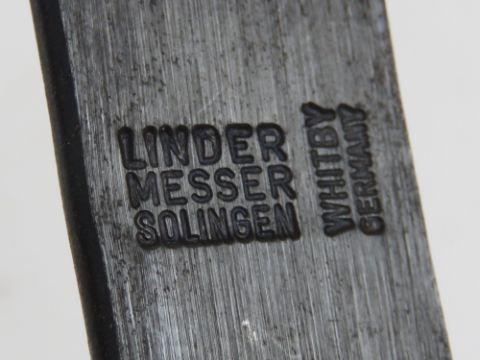 LINDER
MESSER
SOLINGEN
WHITBY
GERMANY